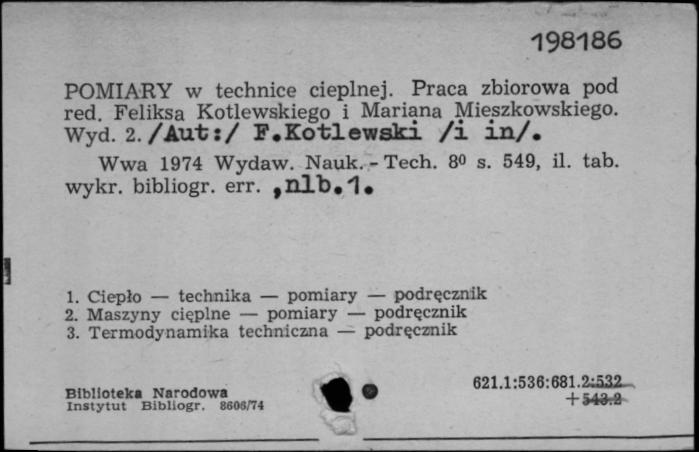 198186
POMIARY w technice cieplnej. Praca zbiorowa pod
red. Feliksa Kotlewskiego i Mariana Mieszkowskiego.
Wyd. 2. /Aut:/ F.Kotlewski /i in/.
Wwa 1974 Wydaw. Nauk.-Tech. 8⁰ s. 549, il. tab.
wykr. bibliogr. err. ,nlb.1.
1. Ciepło — technika — pomiary — podręcznik
2. Maszyny cięplne — pomiary — podręcznik
3. Termodynamika techniczna — podręcznik
621.1:536:681.2:532
+543.2
Biblioteka Narodowa
Instytut Bibliogr. 8606/74